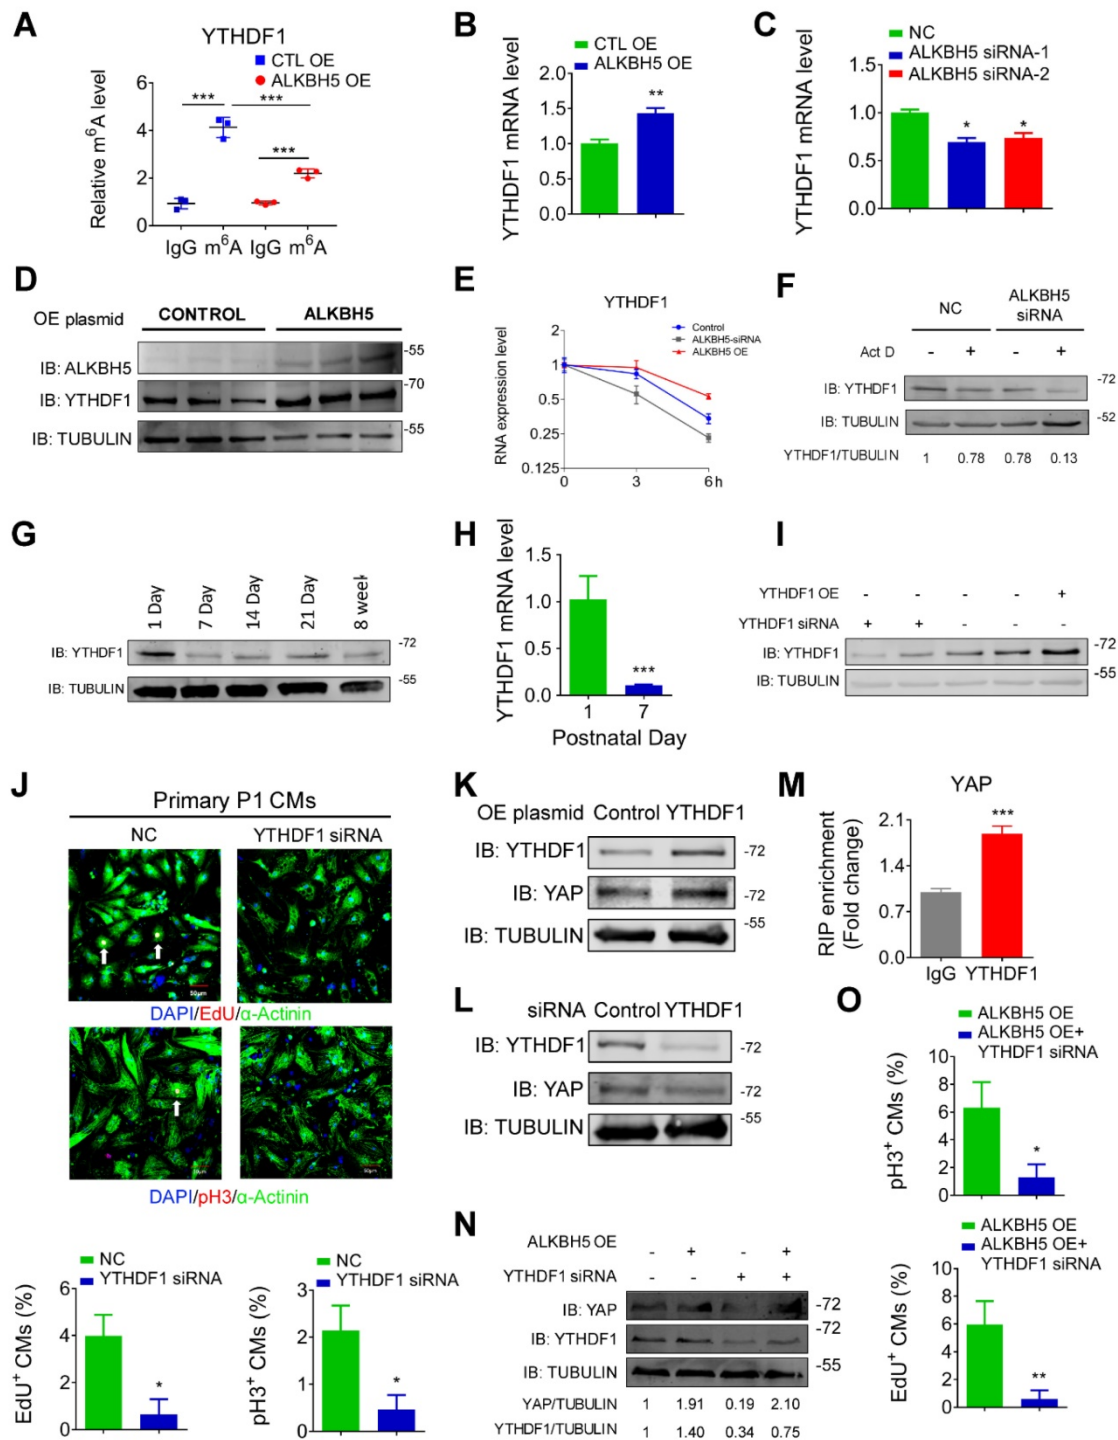 A
YTHDF1
CTL OE
ALKBH5 OE
Relative m⁶A level
6
4
2
0
***
***
***
IgG m⁶A
IgG m⁶A
B
CTL OE
ALKBH5 OE
YTHDF1 mRNA level
2.0
1.5
1.0
0.5
0.0
**
C
NC
ALKBH5 siRNA-1
ALKBH5 siRNA-2
YTHDF1 mRNA level
1.5
1.0
0.5
0.0
*
*
D
OE plasmid
CONTROL
ALKBH5
IB: ALKBH5
-55
IB: YTHDF1
-70
IB: TUBULIN
-55
E
YTHDF1
Control
ALKBH5-siRNA
ALKBH5 OE
RNA expression level
2
1
0.5
0.25
0.125
0 3 6 h
F
NC
ALKBH5
siRNA
Act D - + - +
IB: YTHDF1
-72
IB: TUBULIN
-52
YTHDF1/TUBULIN 1 0.78 0.78 0.13
G
1 Day
7 Day
14 Day
21 Day
8 week
IB: YTHDF1
-72
IB: TUBULIN
-55
H
YTHDF1 mRNA level
1.5
1.0
0.5
0.0
***
1 7
Postnatal Day
I
YTHDF1 OE - - - - +
YTHDF1 siRNA + + - - -
IB: YTHDF1
-72
IB: TUBULIN
-55
J
Primary P1 CMs
NC
YTHDF1 siRNA
50μm
DAPI/EdU/α-Actinin
DAPI/pH3/α-Actinin
NC
YTHDF1 siRNA
EdU⁺ CMs (%)
6
4
2
0
*
NC
YTHDF1 siRNA
pH3⁺ CMs (%)
3
2
1
0
*
K
OE plasmid Control YTHDF1
IB: YTHDF1
-72
IB: YAP
-72
IB: TUBULIN
-55
L
siRNA Control YTHDF1
IB: YTHDF1
-72
IB: YAP
-72
IB: TUBULIN
-55
M
YAP
RIP enrichment
(Fold change)
2.1
1.4
0.7
0.0
***
IgG YTHDF1
N
ALKBH5 OE - + - +
YTHDF1 siRNA - - + +
IB: YAP
-72
IB: YTHDF1
-72
IB: TUBULIN
-55
YAP/TUBULIN 1 1.91 0.19 2.10
YTHDF1/TUBULIN 1 1.40 0.34 0.75
O
ALKBH5 OE
ALKBH5 OE+
YTHDF1 siRNA
pH3⁺ CMs (%)
10
8
6
4
2
0
*
ALKBH5 OE
ALKBH5 OE+
YTHDF1 siRNA
EdU⁺ CMs (%)
10
8
6
4
2
0
**